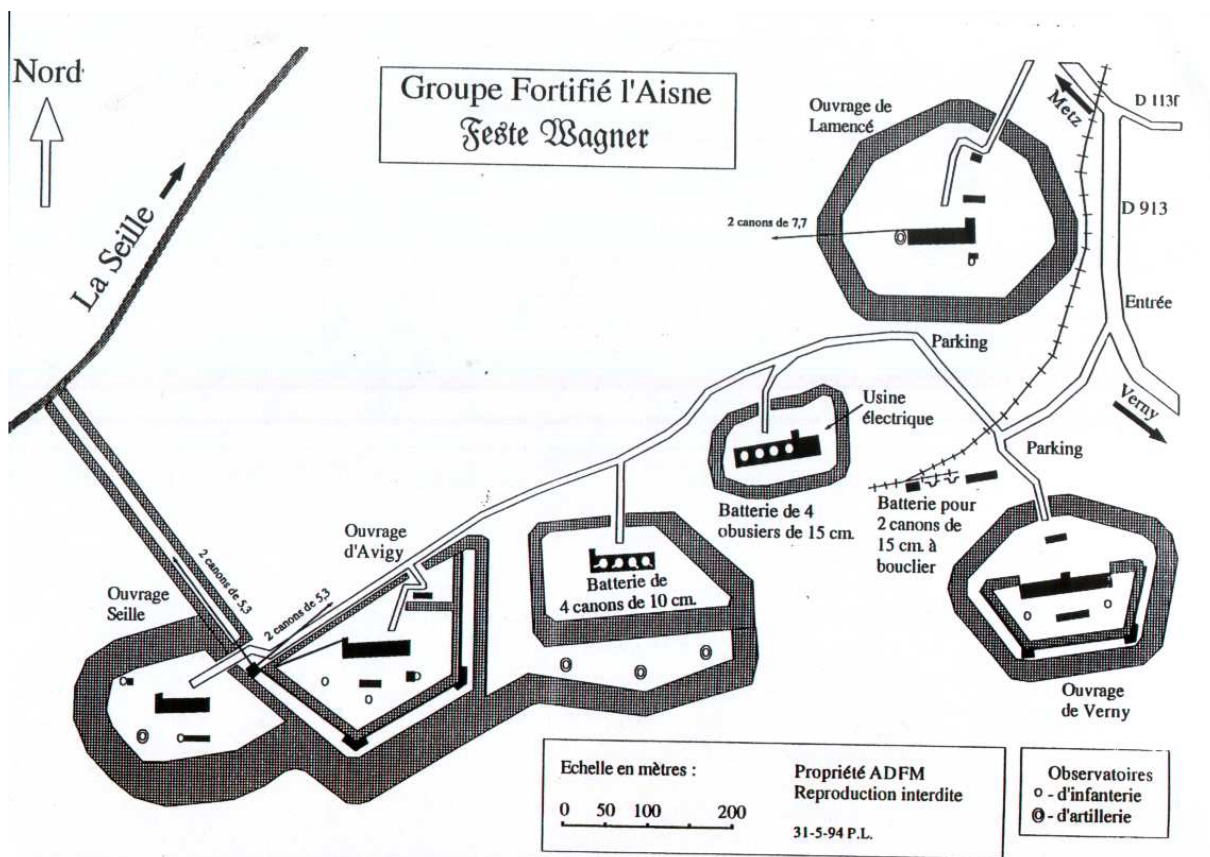 Nord
Groupe Fortifié l'Aisne
Feste Wagner
La Seille
Ouvrage de
Lamencé
2 canons de 7,7
Metz
D 113f
D 913
Entrée
Parking
Verny
Parking
Usine
électrique
Batterie de 4
obusiers de 15 cm.
Batterie pour
2 canons de
15 cm. à
bouclier
Ouvrage
d'Avigy
Batterie de
4 canons de 10 cm.
2 canons de 5,3
2 canons de 5,3
Ouvrage
Seille
Ouvrage
de Verny
Echelle en mètres :
0 50 100 200
Propriété ADFM
Reproduction interdite
31-5-94 P.L.
Observatoires
o - d'infanterie
◎ - d'artillerie